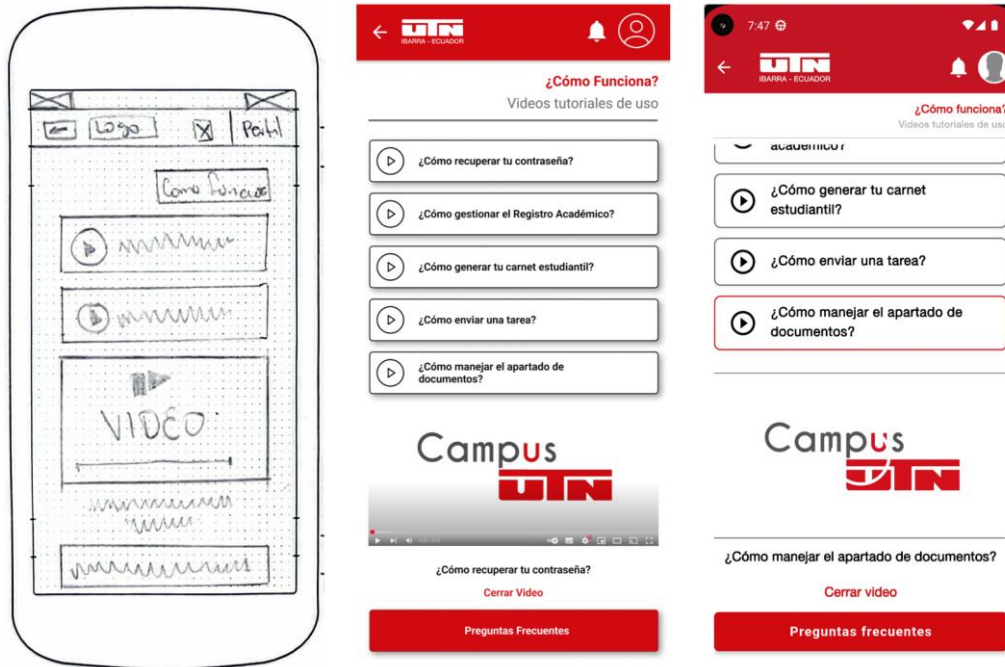 Logo
Perfil
Como Funciona
VIDEO
UTN
IBARRA - ECUADOR
¿Cómo Funciona?
Videos tutoriales de uso
¿Cómo recuperar tu contraseña?
¿Cómo gestionar el Registro Académico?
¿Cómo generar tu carnet estudiantil?
¿Cómo enviar una tarea?
¿Cómo manejar el apartado de
documentos?
Campus
UTN
¿Cómo recuperar tu contraseña?
Cerrar Video
Preguntas Frecuentes
7:47
UTN
IBARRA - ECUADOR
¿Cómo funciona?
Videos tutoriales de uso
académico?
¿Cómo generar tu carnet
estudiantil?
¿Cómo enviar una tarea?
¿Cómo manejar el apartado de
documentos?
Campus
UTN
¿Cómo manejar el apartado de documentos?
Cerrar video
Preguntas frecuentes